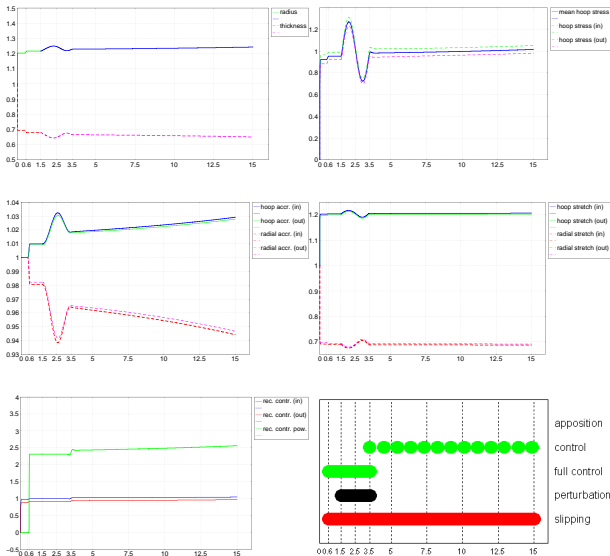 1.5
1.4
1.3
1.2
1.1
1
0.9
0.8
0.7
0.6
0.5
0 0.6 1.5 2.5 3.5 5 7.5 10 12.5 15
radius
thickness
1.2
1
0.8
0.6
0.4
0.2
0
0 0.6 1.5 2.5 3.5 5 7.5 10 12.5 15
mean hoop stress
hoop stress (in)
hoop stress (out)
1.04
1.03
1.02
1.01
1
0.99
0.98
0.97
0.96
0.95
0.94
0.93
0 0.6 1.5 2.5 3.5 5 7.5 10 12.5 15
hoop accr. (in)
hoop accr. (out)
radial accr. (in)
radial accr. (out)
1.2
1.1
1
0.9
0.8
0.7
0 0.6 1.5 2.5 3.5 5 7.5 10 12.5 15
hoop stretch (in)
hoop stretch (out)
radial stretch (in)
radial stretch (out)
4
3.5
3
2.5
2
1.5
1
0.5
0
−0.5
0 0.6 1.5 2.5 3.5 5 7.5 10 12.5 15
rec. contr. (in)
rec. contr. (out)
rec. contr. pow.
apposition
control
full control
perturbation
slipping
0 0.6 1.5 2.5 3.5 5 7.5 10 12.5 15